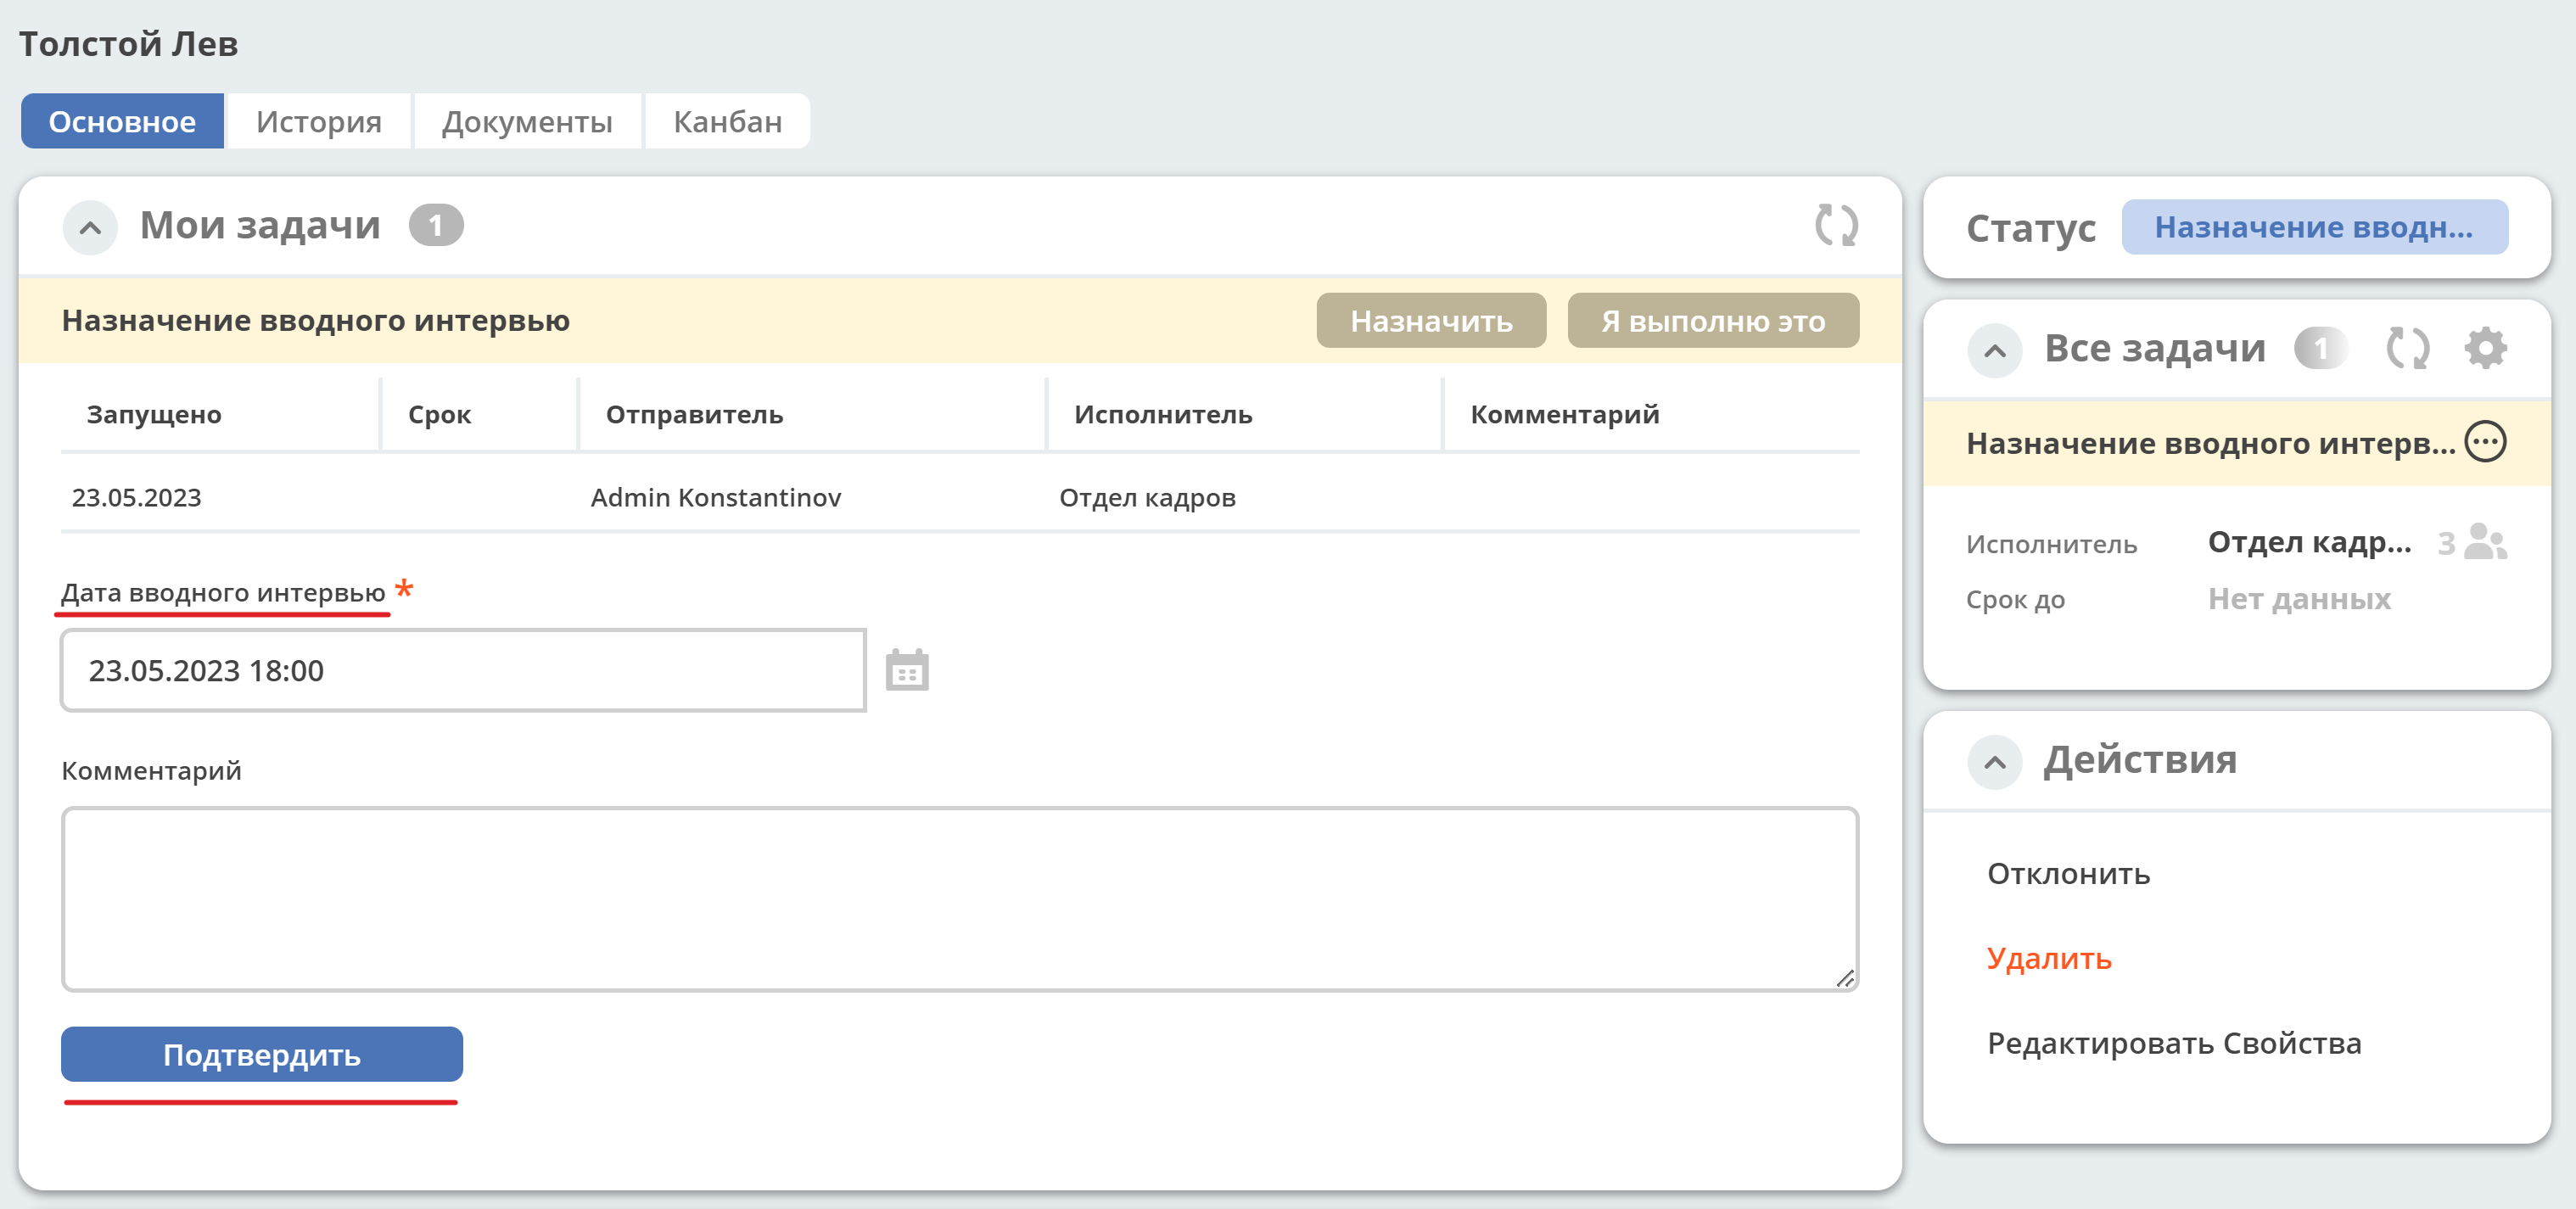 Толстой Лев
Основное История Документы Канбан
Мои задачи 1
Назначение вводного интервью Назначить Я выполню это
Запущено Срок Отправитель Исполнитель Комментарий
23.05.2023 Admin Konstantinov Отдел кадров
Дата вводного интервью *
23.05.2023 18:00
Комментарий
Подтвердить
Статус Назначение вводн...
Все задачи 1
Назначение вводного интерв...
Исполнитель Отдел кадр... 3
Срок до Нет данных
Действия
Отклонить
Удалить
Редактировать Свойства